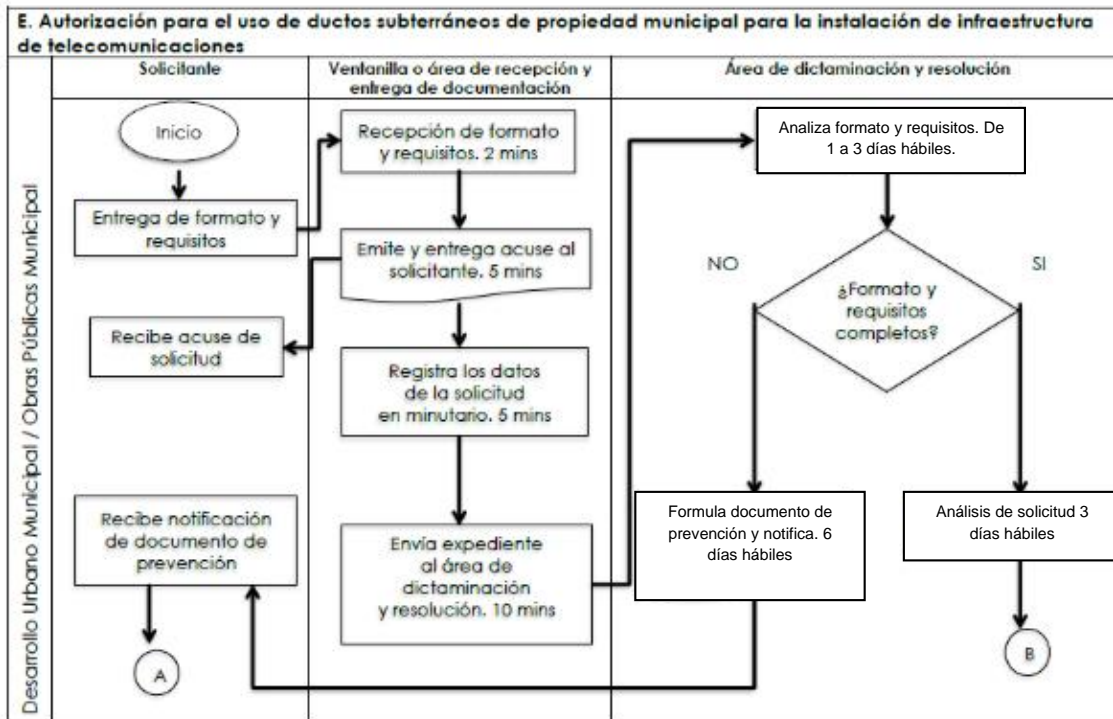 E. Autorización para el uso de ductos subterráneos de propiedad municipal para la instalación de infraestructura
de telecomunicaciones
Desarrollo Urbano Municipal / Obras Públicas Municipal
Solicitante
Ventanilla o área de recepción y
entrega de documentación
Área de dictaminación y resolución
Inicio
Entrega de formato y
requisitos
Recibe acuse de
solicitud
Recibe notificación
de documento de
prevención
A
Recepción de formato
y requisitos. 2 mins
Emite y entrega acuse al
solicitante. 5 mins
Registra los datos
de la solicitud
en minutario. 5 mins
Envía expediente
al área de
dictaminación
y resolución. 10 mins
Analiza formato y requisitos. De
1 a 3 días hábiles.
NO
SI
¿Formato y
requisitos
completos?
Formula documento de
prevención y notifica. 6
días hábiles
Análisis de solicitud 3
días hábiles
B